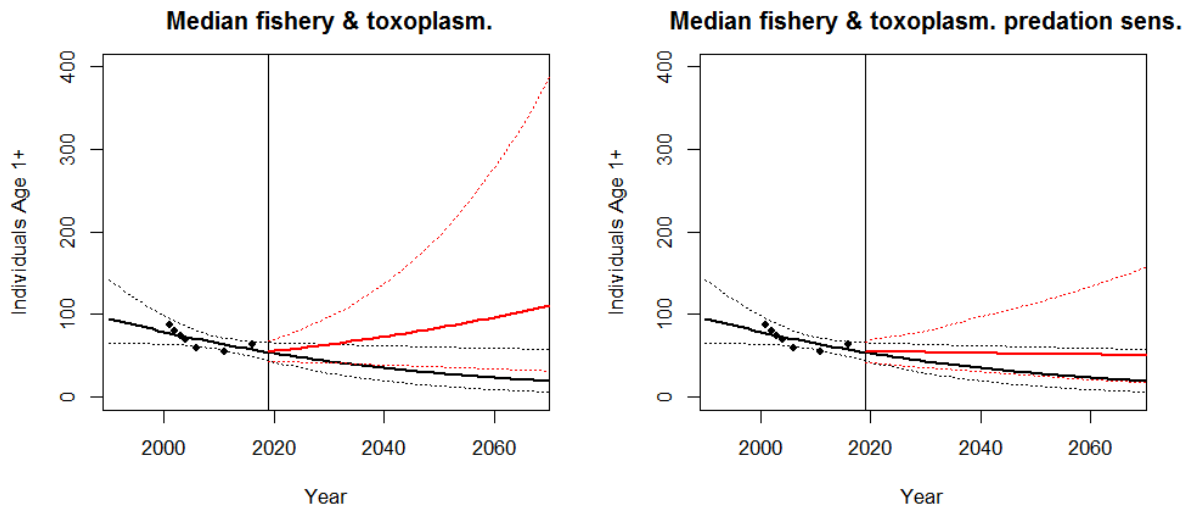 Median fishery & toxoplasm.
Individuals Age 1+
400
300
200
100
0
2000 2020 2040 2060
Year
Median fishery & toxoplasm. predation sens.
Individuals Age 1+
400
300
200
100
0
2000 2020 2040 2060
Year